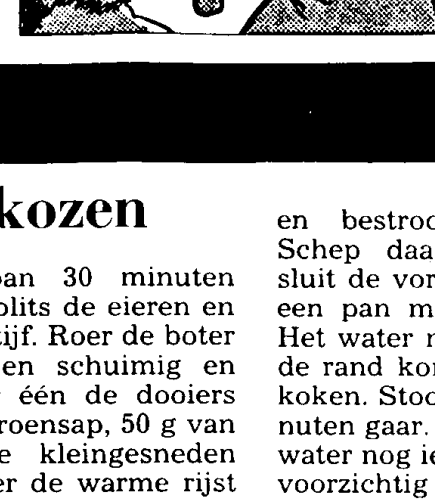 kozen
an 30 minuten
plits de eieren en
tijf. Roer de boter
en schuimig en
één de dooiers
roensap, 50 g van
e kleingesneden
er de warme rijst
en bestroo
Schep daa
sluit de vor
een pan m
Het water n
de rand kor
koken. Stoo
nuten gaar.
water nog ie
voorzichtig